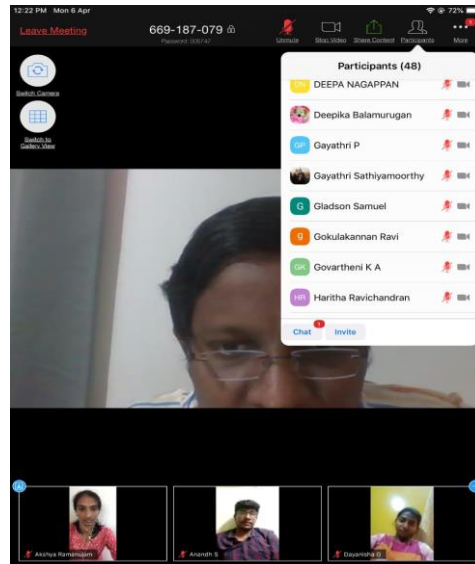 12:22 PM Mon 6 Apr
72%
Leave Meeting
669-187-079
Unmute
Stop Video
Share Content
Participants
More
Switch Camera
Switch to
Gallery View
Participants (48)
DN DEEPA NAGAPPAN
Deepika Balamurugan
GP Gayathri P
Gayathri Sathiyamoorthy
G Gladson Samuel
g Gokulakannan Ravi
GK Govartheni K A
HR Haritha Ravichandran
Chat 1
Invite
Akshya Ramanujam
Anandh S